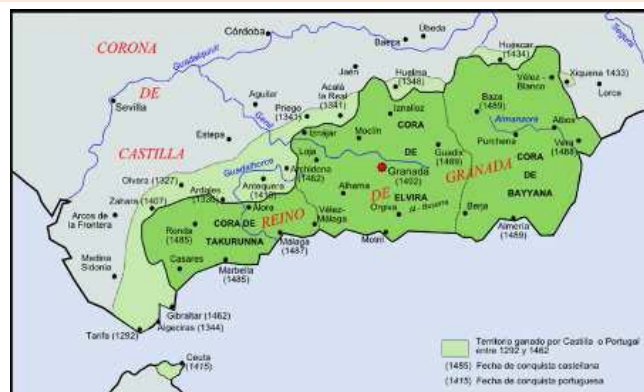 CORONA
DE
CASTILLA
REINO
DE
GRANADA
Córdoba
Guadalquivir
Baeza
Úbeda
Huéscar
(1434)
Segura
Sevilla
Jaén
Huelma
(1348)
Vélez-
Blanco
Xiquena 1433)
Lorca
Aguilar
Acalá
la Real
(1341)
Priego
(1341)
Genil
Iznalloz
Baza
(1489)
Almanzora
Albox
Estepa
Iznájar
Moclín
CORA
DE
ELVIRA
Guadix
(1489)
Purchena
Vera
(1488)
CORA
DE
BAYYANA
Loja
Guadalhorce
Archidona
(1462)
Granada
(1492)
Olvera (1327)
Ardales
Antequera
(1410)
Alhama
Zahara (1407)
Álora
Arcos de
la Frontera
CORA DE
TAKURUNNA
Vélez-
Málaga
Orgiva
Berja
Ronda
(1485)
Málaga
(1487)
Motril
Almería
(1489)
Medina
Sidonia
Casares
Marbella
(1485)
Gibraltar (1462)
Algeciras (1344)
Tarifa (1292)
Ceuta
(1415)
Territorio ganado por Castilla o Portugal
entre 1292 y 1462
(1485) Fecha de conquista castellana
(1415) Fecha de conquista portuguesa